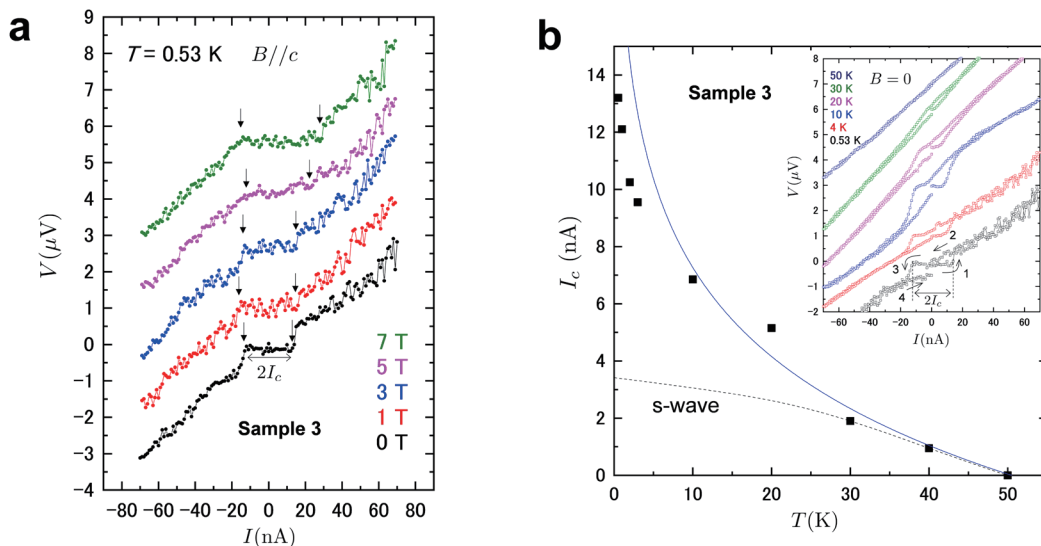 a
T = 0.53 K B//c
9
8
7
6
5
4
3
2
1
0
−1
−2
−3
−4
V(μV)
2I_c
7 T
5 T
3 T
1 T
0 T
Sample 3
−80 −60 −40 −20 0 20 40 60 80
I(nA)
b
14
12
10
8
6
4
2
0
I_c (nA)
Sample 3
s-wave
0 10 20 30 40 50
T(K)
50 K
30 K
20 K
10 K
4 K
0.53 K
B = 0
8
7
6
5
4
3
2
1
0
−1
−2
V(μV)
2
3
1
4
2I_c
−60 −40 −20 0 20 40 60
I(nA)